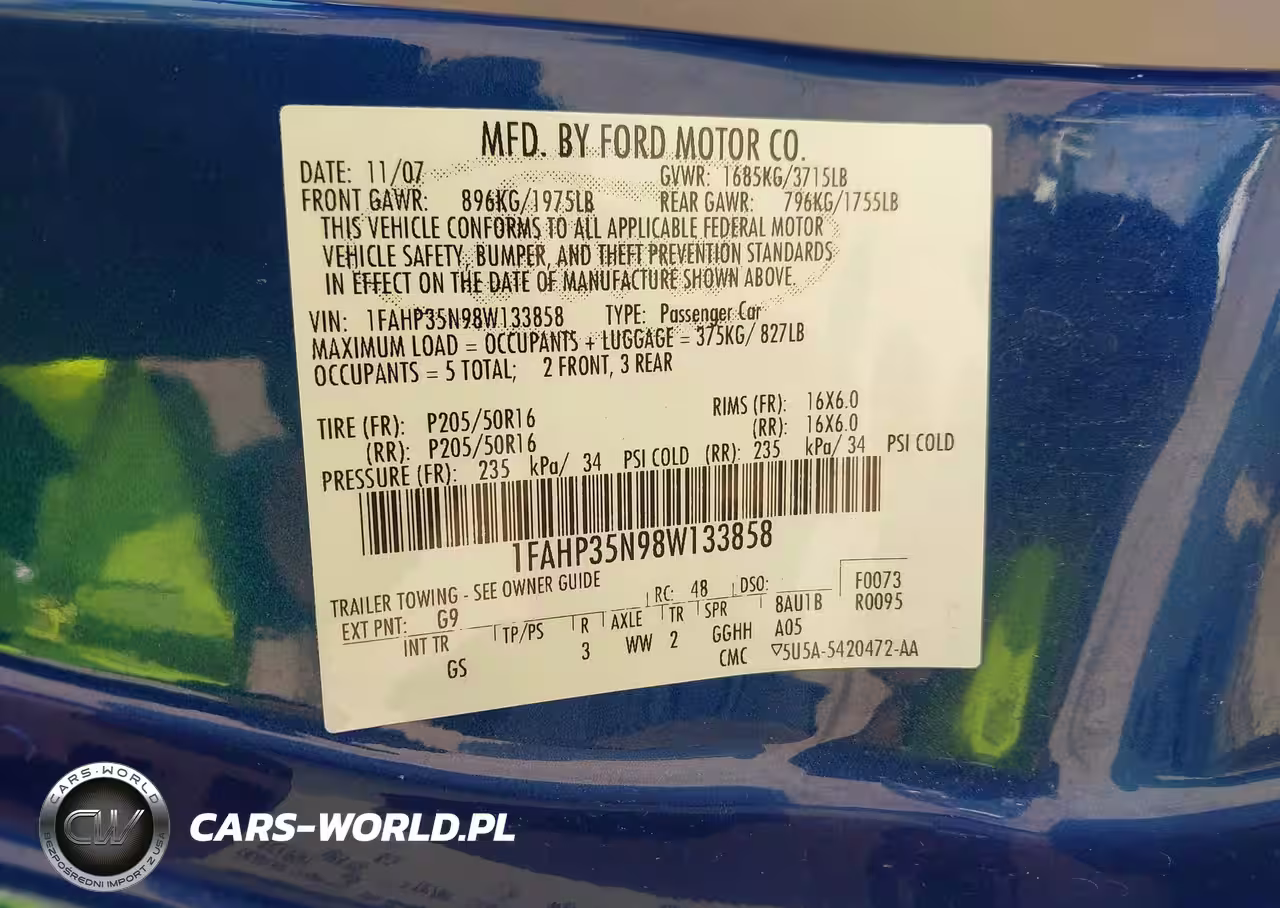 MFD. BY FORD MOTOR CO.
DATE: 11/07 GVWR: 1685KG/3715LB
FRONT GAWR: 896KG/1975LB REAR GAWR: 796KG/1755LB
THIS VEHICLE CONFORMS TO ALL APPLICABLE FEDERAL MOTOR
VEHICLE SAFETY, BUMPER, AND THEFT PREVENTION STANDARDS
IN EFFECT ON THE DATE OF MANUFACTURE SHOWN ABOVE.
VIN: 1FAHP35N98W133858 TYPE: Passenger Car
MAXIMUM LOAD = OCCUPANTS + LUGGAGE = 375KG/ 827LB
OCCUPANTS = 5 TOTAL; 2 FRONT, 3 REAR
TIRE (FR): P205/50R16 RIMS (FR): 16X6.0
(RR): P205/50R16 (RR): 16X6.0
PRESSURE (FR): 235 kPa/ 34 PSI COLD (RR): 235 kPa/ 34 PSI COLD
1FAHP35N98W133858
TRAILER TOWING - SEE OWNER GUIDE
EXT PNT: G9 RC: 48 DSO: F0073
INT TR TP/PS R AXLE TR SPR 8AU1B R0095
GS 3 WW 2 GGHH A05
CMC ▽5U5A-5420472-AA
CARS-WORLD
CW
BEZPOŚREDNI IMPORT Z USA
CARS-WORLD.PL